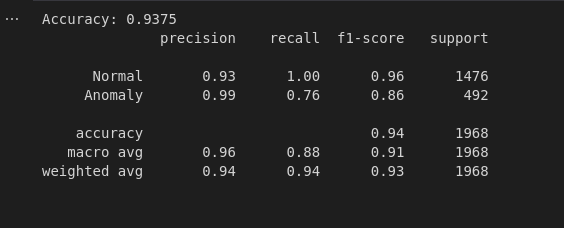 ... Accuracy: 0.9375
precision recall f1-score support
Normal 0.93 1.00 0.96 1476
Anomaly 0.99 0.76 0.86 492
accuracy 0.94 1968
macro avg 0.96 0.88 0.91 1968
weighted avg 0.94 0.94 0.93 1968